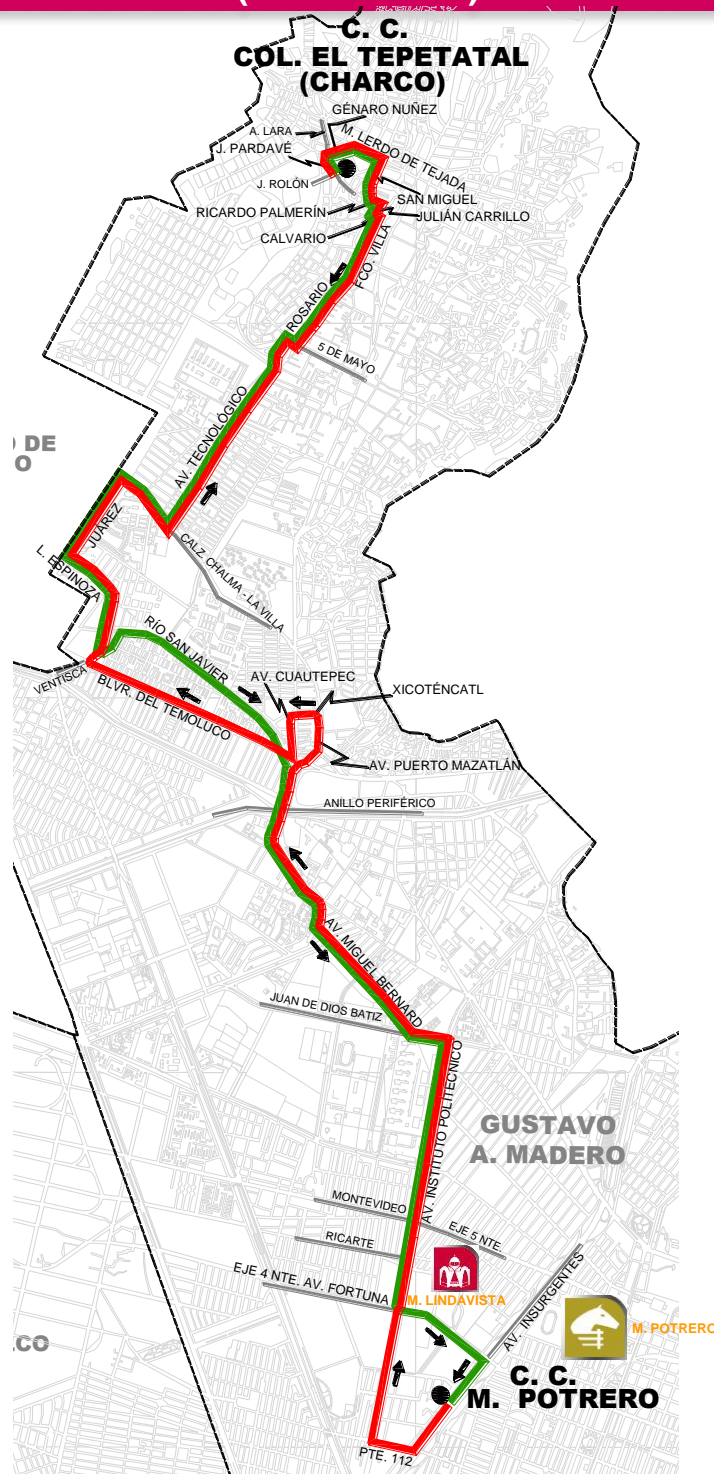 C. C.
COL. EL TEPETATAL
(CHARCO)
GÉNARO NUÑEZ
A. LARA
M. LERDO DE TEJADA
J. PARDAVÉ
J. ROLÓN
SAN MIGUEL
RICARDO PALMERÍN
JULIÁN CARRILLO
CALVARIO
FCO. VILLA
ROSARIO
5 DE MAYO
AV. TECNOLÓGICO
DE
O
JUÁREZ
L. ESPINOZA
CALZ. CHALMA - LA VILLA
RÍO SAN JAVIER
AV. CUAUTEPEC
XICOTÉNCATL
VENTISCA
BLVR. DEL TEMOLUCO
AV. PUERTO MAZATLÁN
ANILLO PERIFÉRICO
AV. MIGUEL BERNARD
JUAN DE DIOS BATIZ
AV. INSTITUTO POLITÉCNICO
GUSTAVO
A. MADERO
MONTEVIDEO
EJE 5 NTE.
RICARTE
EJE 4 NTE. AV. FORTUNA
M. LINDAVISTA
AV. INSURGENTES
M. POTRERO
CO
C. C.
M. POTRERO
PTE. 112